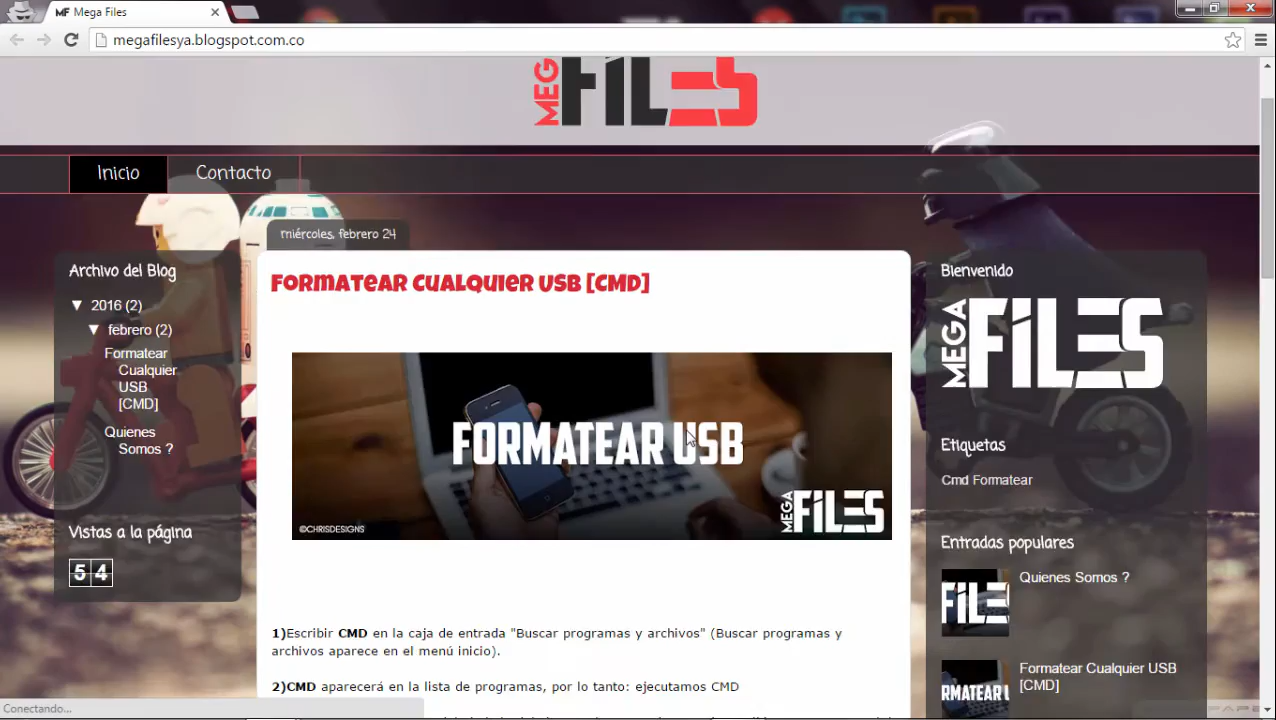 MF Mega Files
megafilesya.blogspot.com.co
MEGA FILES
Inicio Contacto
miércoles, febrero 24
Archivo del Blog
▼ 2016 (2)
▼ febrero (2)
Formatear
Cualquier
USB
[CMD]
Quienes
Somos ?
Vistas a la página
54
Formatear Cualquier USB [CMD]
FORMATEAR USB
©CHRISDESIGNS
MEGA FILES
1)Escribir CMD en la caja de entrada "Buscar programas y archivos" (Buscar programas y
archivos aparece en el menú inicio).
2)CMD aparecerá en la lista de programas, por lo tanto: ejecutamos CMD
Bienvenido
MEGA FILES
Etiquetas
Cmd Formatear
Entradas populares
FILES
Quienes Somos ?
Formatear Cualquier USB
[CMD]
Conectando...